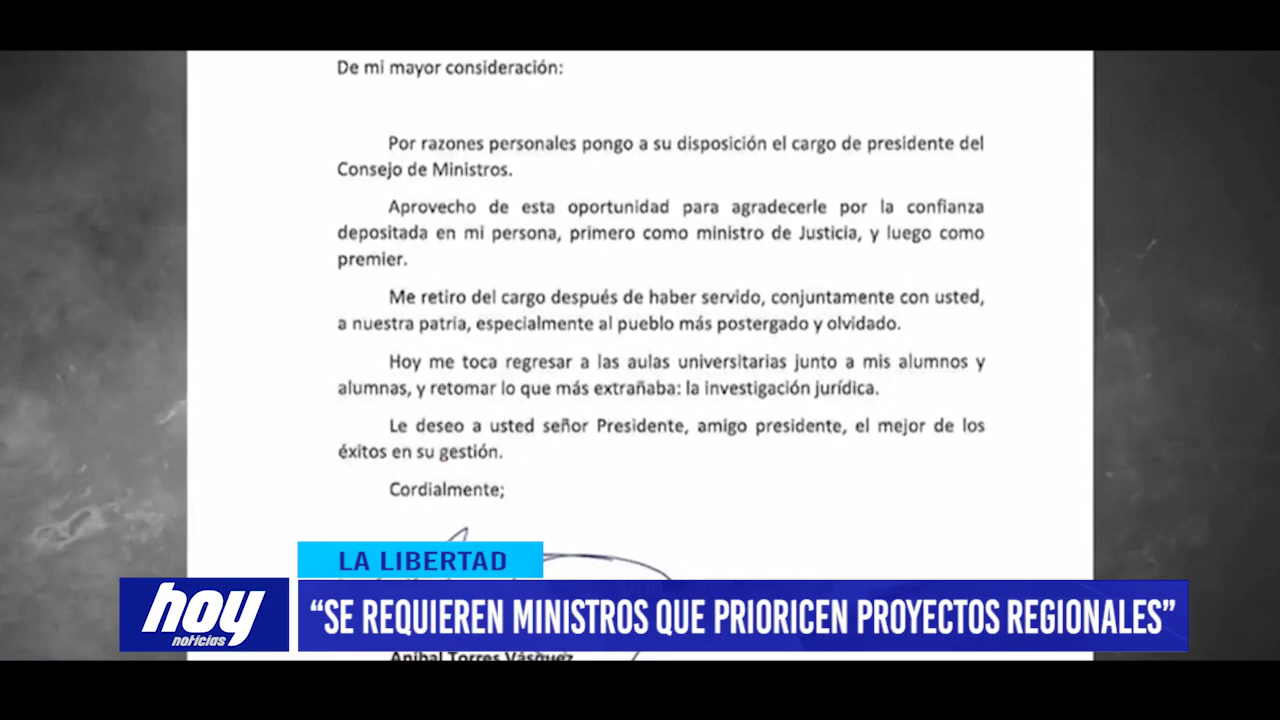 De mi mayor consideración:
Por razones personales pongo a su disposición el cargo de presidente del
Consejo de Ministros.
Aprovecho de esta oportunidad para agradecerle por la confianza
depositada en mi persona, primero como ministro de Justicia, y luego como
premier.
Me retiro del cargo después de haber servido, conjuntamente con usted,
a nuestra patria, especialmente al pueblo más postergado y olvidado.
Hoy me toca regresar a las aulas universitarias junto a mis alumnos y
alumnas, y retomar lo que más extrañaba: la investigación jurídica.
Le deseo a usted señor Presidente, amigo presidente, el mejor de los
éxitos en su gestión.
Cordialmente;
LA LIBERTAD
hoy
noticias
“SE REQUIEREN MINISTROS QUE PRIORICEN PROYECTOS REGIONALES”
Aníbal Torres Vásquez